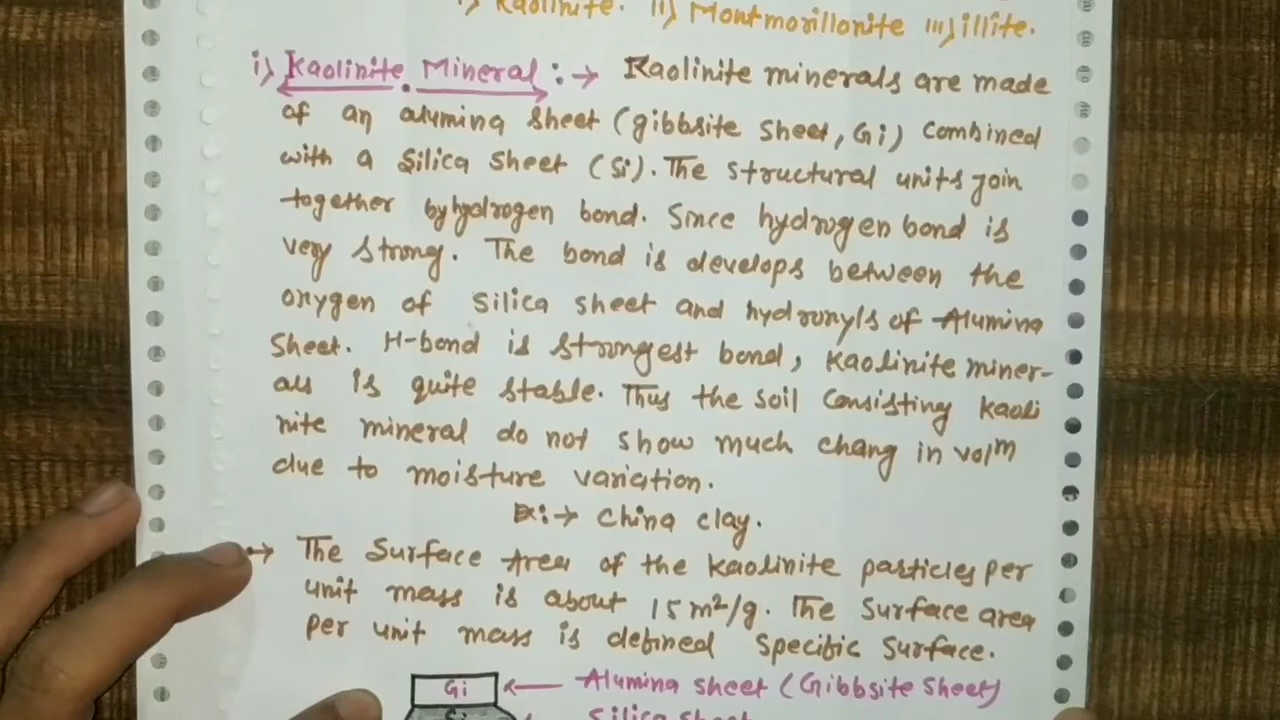 i) Kaolinite. ii) Montmorillonite iii) illite.
i) Kaolinite Mineral :→ Kaolinite minerals are made
of an alumina sheet (gibbsite sheet, Gi) Combined
with a Silica sheet (Si). The structural units join
together by hydrogen bond. Since hydrogen bond is
very strong. The bond is develops between the
oxygen of silica sheet and hydroxyls of Alumina
sheet. H-bond is strongest bond, Kaolinite miner-
als is quite stable. Thus the soil consisting kaoli
nite mineral do not show much chang in volm
due to moisture variation.
Ex:→ China clay.
→ The Surface Area of the kaolinite particles per
unit mass is about 15 m²/g. The surface area
per unit mass is defined Specific Surface.
Gi ← Alumina sheet (Gibbsite sheet)
Si ← Silica sheet